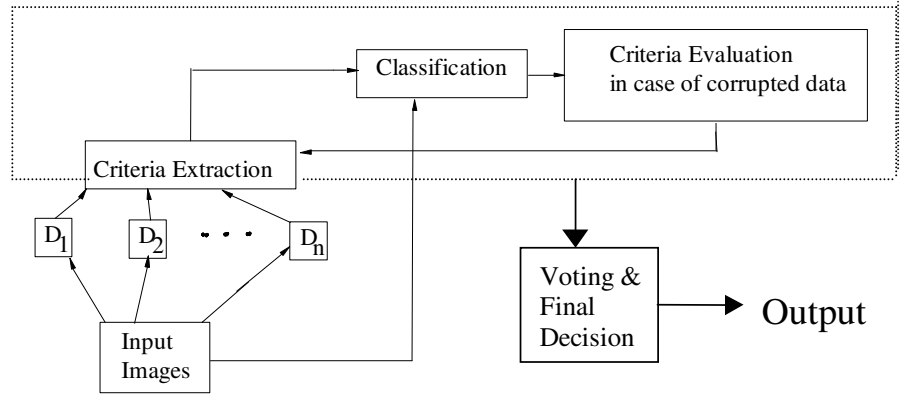 Classification
Criteria Evaluation
in case of corrupted data
Criteria Extraction
D1
D2
. . .
Dn
Input
Images
Voting &
Final
Decision
Output